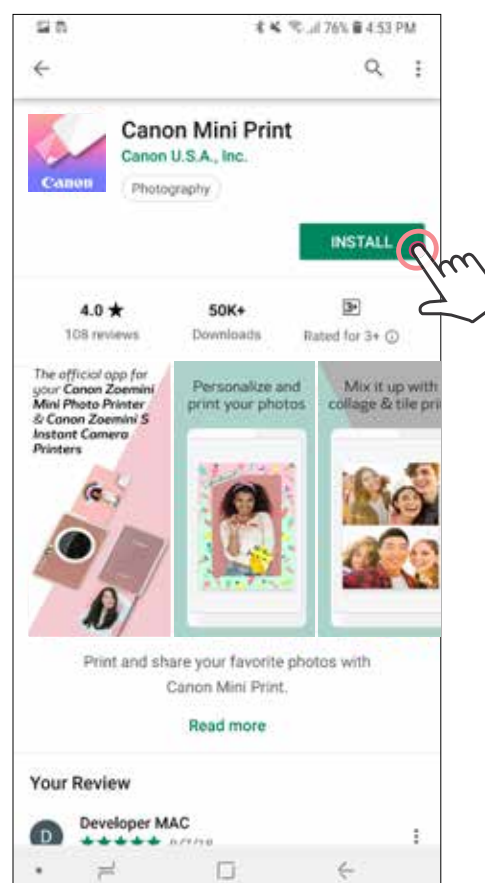 76% 4:53 PM
Canon Mini Print
Canon U.S.A., Inc.
Canon
Photography
INSTALL
4.0 ★
50K+
3+
108 reviews
Downloads
Rated for 3+
The official app for
your Canon Zoemini
Mini Photo Printer
& Canon Zoemini S
Instant Camera
Printers
Personalize and
print your photos
Mix it up with
collage & tile pri
Print and share your favorite photos with
Canon Mini Print.
Read more
Your Review
D
Developer MAC